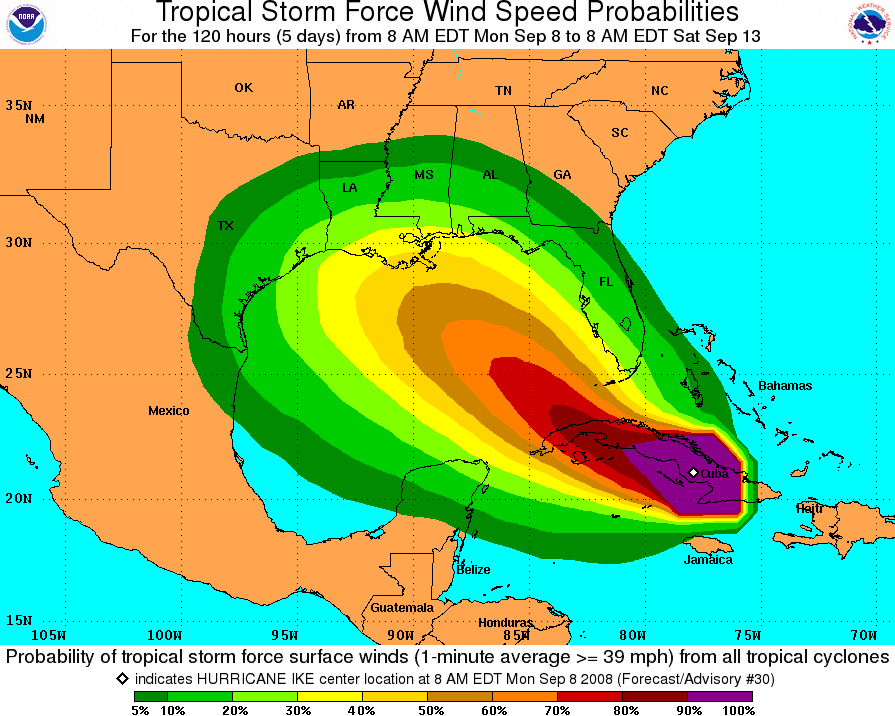 Tropical Storm Force Wind Speed Probabilities
For the 120 hours (5 days) from 8 AM EDT Mon Sep 8 to 8 AM EDT Sat Sep 13
NOAA
NATIONAL WEATHER SERVICE
OK
TN
NC
35N
AR
NM
SC
MS
AL
GA
LA
TX
30N
FL
25N
Bahamas
Mexico
Cuba
20N
Haiti
Jamaica
Belize
Guatemala
15N
Honduras
105W 100W 95W 90W 85W 80W 75W 70W
Probability of tropical storm force surface winds (1-minute average >= 39 mph) from all tropical cyclones
indicates HURRICANE IKE center location at 8 AM EDT Mon Sep 8 2008 (Forecast/Advisory #30)
5% 10% 20% 30% 40% 50% 60% 70% 80% 90% 100%